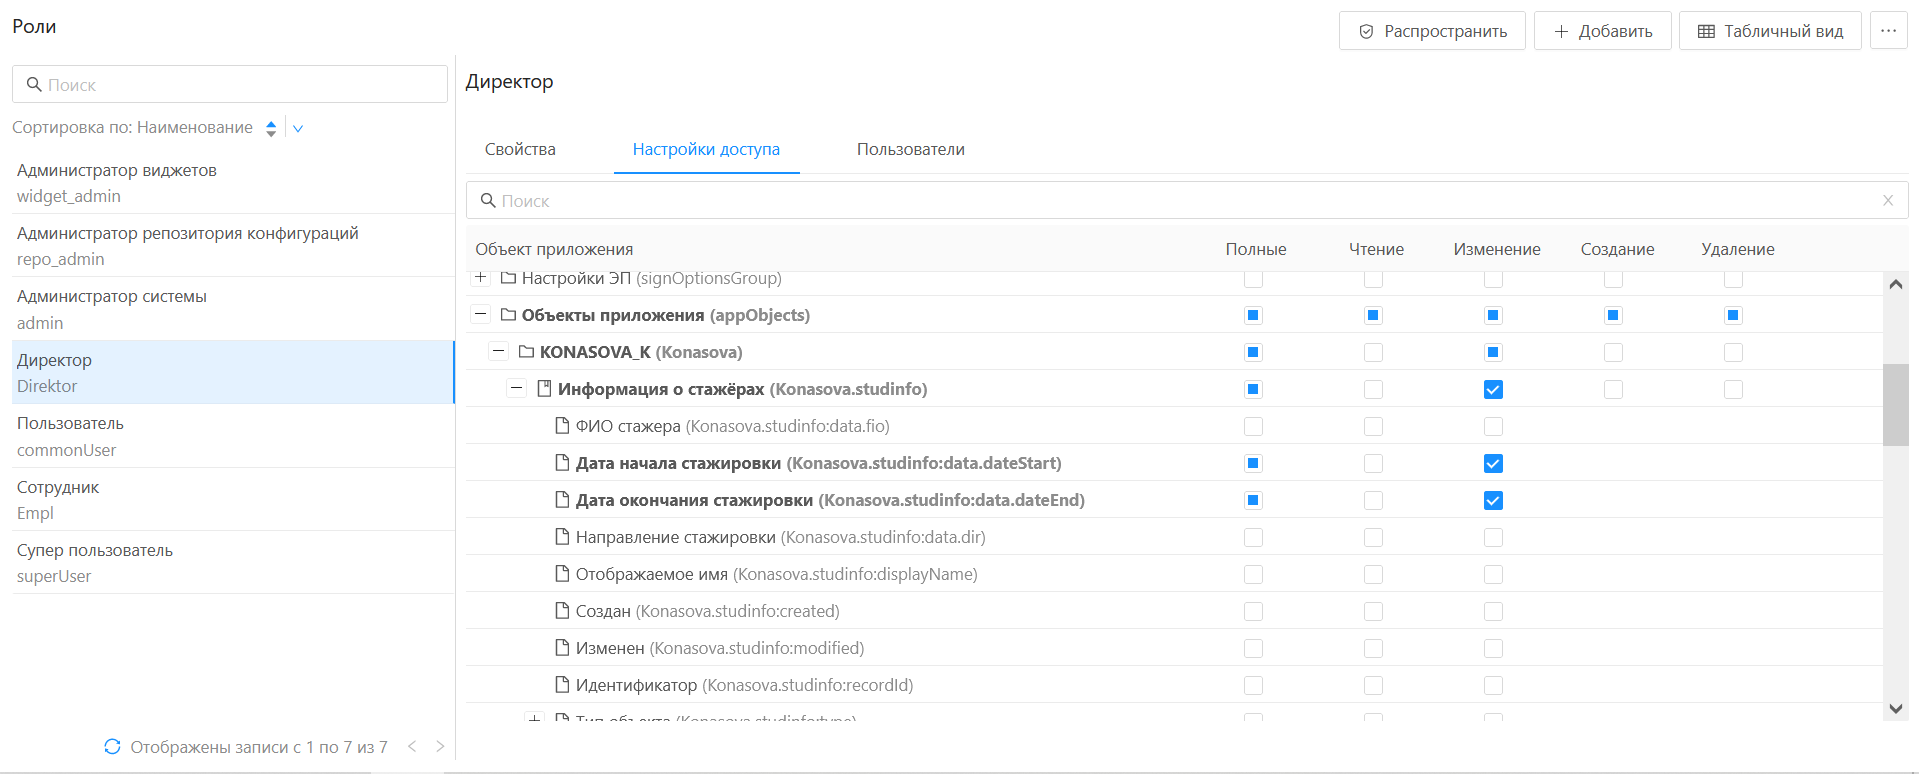 Роли
Распространить
Добавить
Табличный вид
Поиск
Сортировка по: Наименование
Администратор виджетов
widget_admin
Администратор репозитория конфигураций
repo_admin
Администратор системы
admin
Директор
Direktor
Пользователь
commonUser
Сотрудник
Empl
Супер пользователь
superUser
Отображены записи с 1 по 7 из 7
Директор
Свойства Настройки доступа Пользователи
Поиск
Объект приложения Полные Чтение Изменение Создание Удаление
Настройки ЭП (signOptionsGroup)
Объекты приложения (appObjects)
KONASOVA_K (Konasova)
Информация о стажёрах (Konasova.studinfo)
ФИО стажера (Konasova.studinfo:data.fio)
Дата начала стажировки (Konasova.studinfo:data.dateStart)
Дата окончания стажировки (Konasova.studinfo:data.dateEnd)
Направление стажировки (Konasova.studinfo:data.dir)
Отображаемое имя (Konasova.studinfo:displayName)
Создан (Konasova.studinfo:created)
Изменен (Konasova.studinfo:modified)
Идентификатор (Konasova.studinfo:recordId)
Тип объекта (Konasova.studinfo:type)